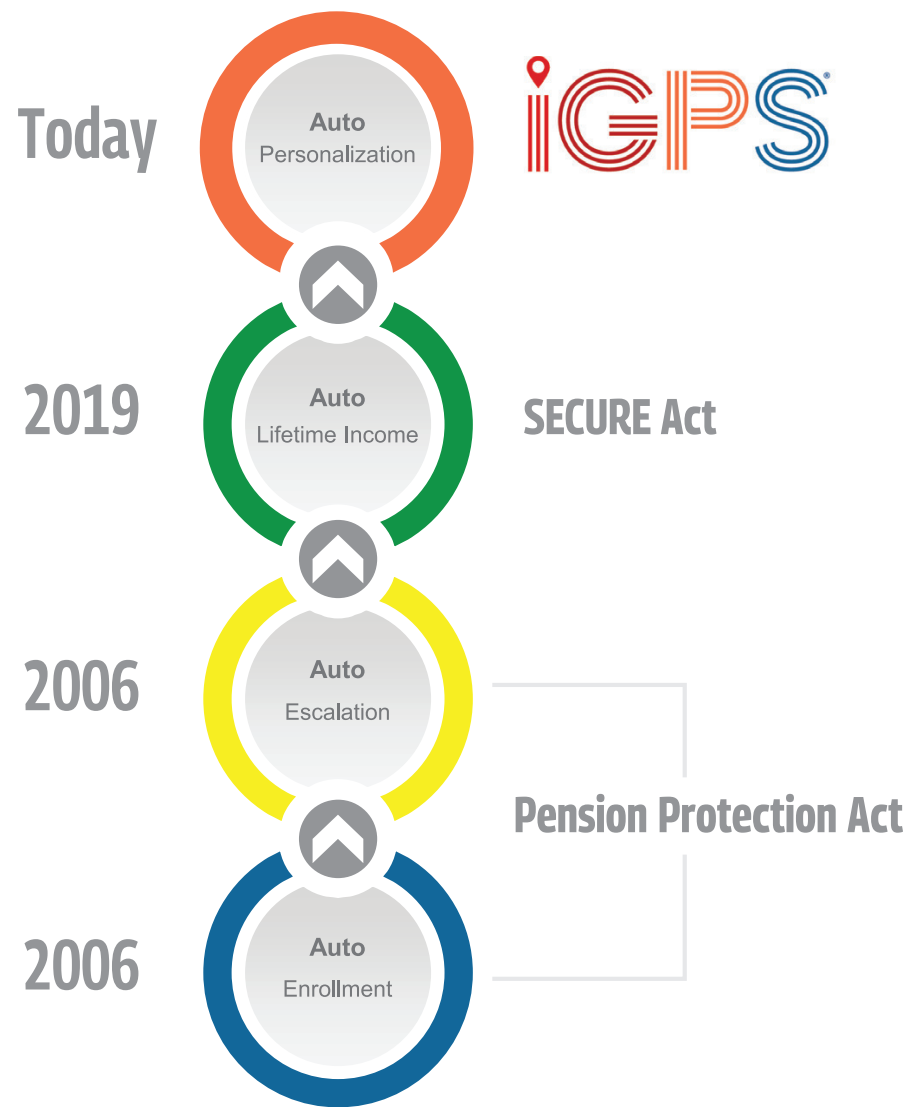 Today
Auto
Personalization
iGPS®
2019
Auto
Lifetime Income
SECURE Act
2006
Auto
Escalation
Pension Protection Act
2006
Auto
Enrollment